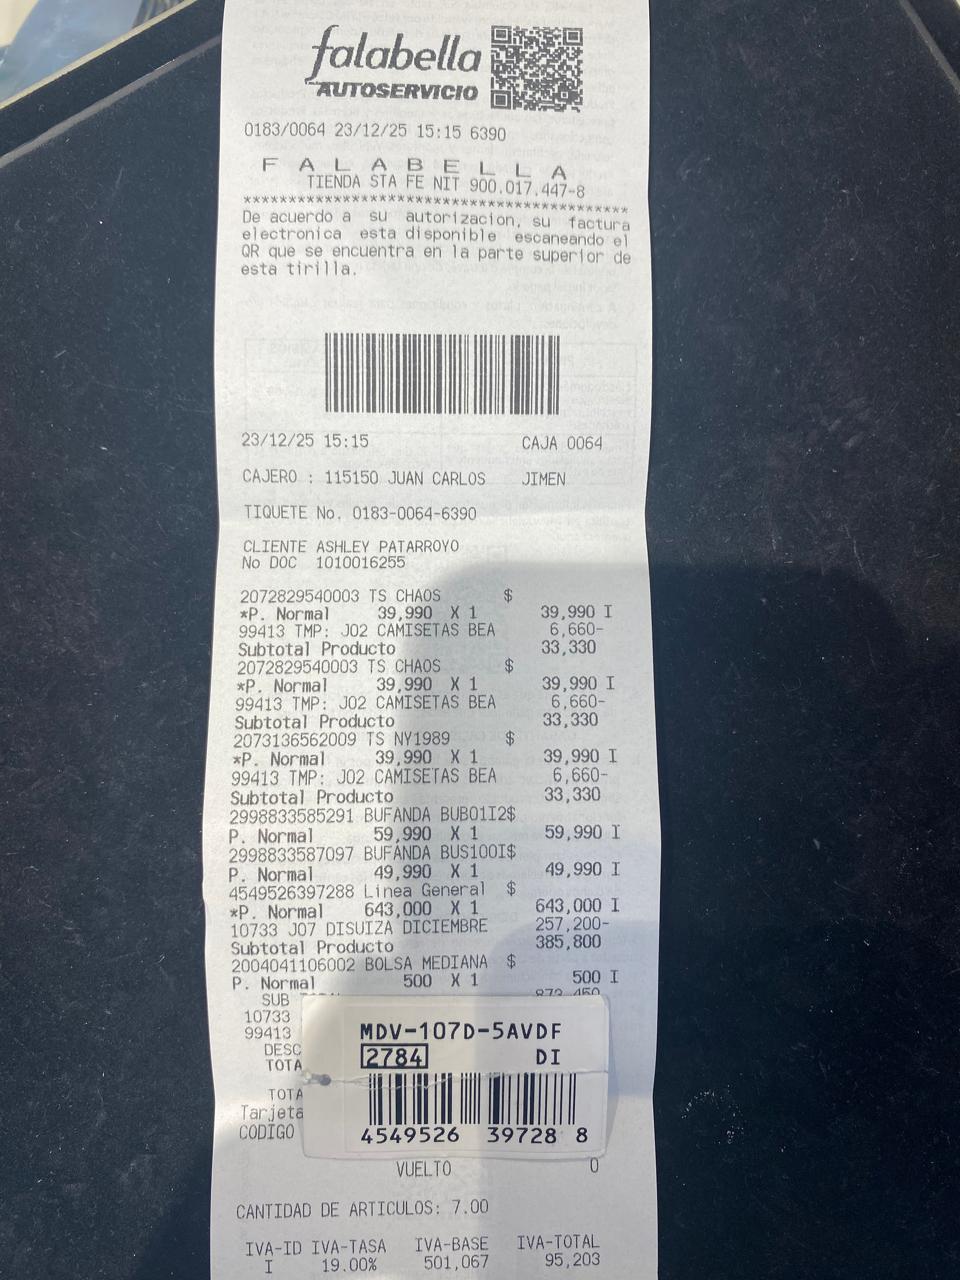 falabella
AUTOSERVICIO
0183/0064 23/12/25 15:15 6390
F A L A B E L L A
TIENDA STA FE NIT 900.017.447-8
******************************************
De acuerdo a su autorizacion, su factura
electronica esta disponible escaneando el
QR que se encuentra en la parte superior de
esta tirilla.
23/12/25 15:15 CAJA 0064
CAJERO : 115150 JUAN CARLOS JIMEN
TIQUETE No. 0183-0064-6390
CLIENTE ASHLEY PATARROYO
No DOC 1010016255
2072829540003 TS CHAOS $
*P. Normal 39,990 X 1 39,990 I
99413 TMP: J02 CAMISETAS BEA 6,660-
Subtotal Producto 33,330
2072829540003 TS CHAOS $
*P. Normal 39,990 X 1 39,990 I
99413 TMP: J02 CAMISETAS BEA 6,660-
Subtotal Producto 33,330
2073136562009 TS NY1989 $
*P. Normal 39,990 X 1 39,990 I
99413 TMP: J02 CAMISETAS BEA 6,660-
Subtotal Producto 33,330
2998833585291 BUFANDA BUB01I2$
P. Normal 59,990 X 1 59,990 I
2998833587097 BUFANDA BUS100I$
P. Normal 49,990 X 1 49,990 I
4549526397288 Linea General $
*P. Normal 643,000 X 1 643,000 I
10733 J07 DISUIZA DICIEMBRE 257,200-
Subtotal Producto 385,800
2004041106002 BOLSA MEDIANA $
P. Normal 500 X 1 500 I
SUB
10733
99413
DESC
TOTA
TOTA
Tarjeta
CODIGO
MDV-107D-5AVDF
2784 DI
4549526 39728 8
VUELTO 0
CANTIDAD DE ARTICULOS: 7.00
IVA-ID IVA-TASA IVA-BASE IVA-TOTAL
I 19.00% 501,067 95,203